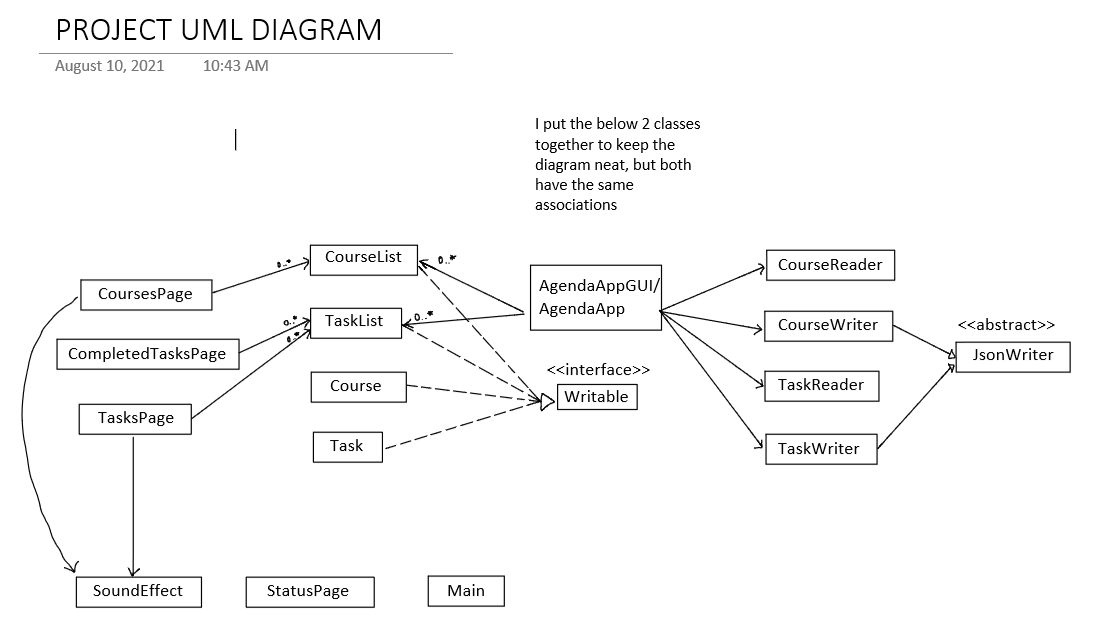 PROJECT UML DIAGRAM
August 10, 2021 10:43 AM
I put the below 2 classes
together to keep the
diagram neat, but both
have the same
associations
CourseList
0..*
0..*
CoursesPage
TaskList
0..*
0..*
0..*
CompletedTasksPage
Course
TasksPage
Task
AgendaAppGUI/
AgendaApp
<<interface>>
Writable
CourseReader
CourseWriter
TaskReader
TaskWriter
<<abstract>>
JsonWriter
SoundEffect
StatusPage
Main